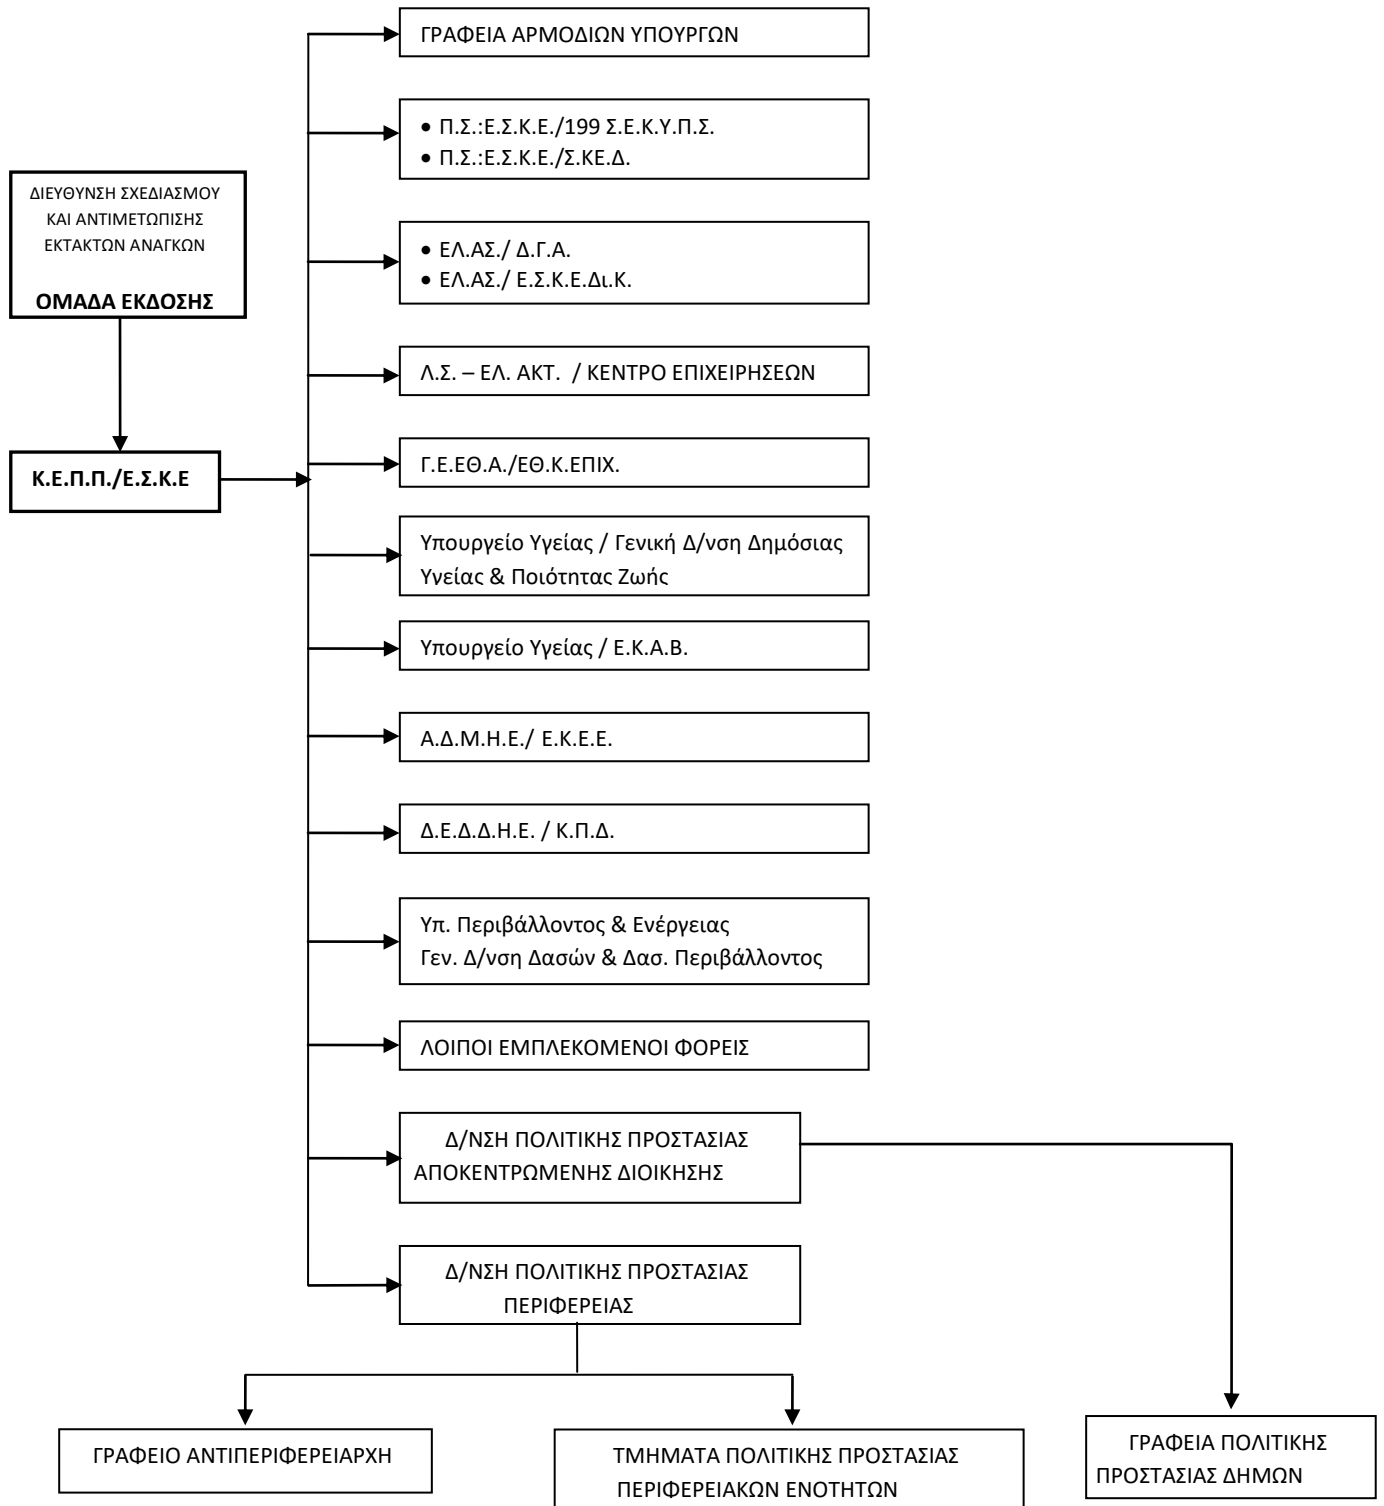 ΓΡΑΦΕΙΑ ΑΡΜΟΔΙΩΝ ΥΠΟΥΡΓΩΝ
• Π.Σ.:Ε.Σ.Κ.Ε./199 Σ.Ε.Κ.Υ.Π.Σ.
• Π.Σ.:Ε.Σ.Κ.Ε./Σ.ΚΕ.Δ.
ΔΙΕΥΘΥΝΣΗ ΣΧΕΔΙΑΣΜΟΥ
ΚΑΙ ΑΝΤΙΜΕΤΩΠΙΣΗΣ
ΕΚΤΑΚΤΩΝ ΑΝΑΓΚΩΝ
ΟΜΑΔΑ ΕΚΔΟΣΗΣ
• ΕΛ.ΑΣ./ Δ.Γ.Α.
• ΕΛ.ΑΣ./ Ε.Σ.Κ.Ε.Δι.Κ.
Λ.Σ. – ΕΛ. ΑΚΤ. / ΚΕΝΤΡΟ ΕΠΙΧΕΙΡΗΣΕΩΝ
Κ.Ε.Π.Π./Ε.Σ.Κ.Ε
Γ.Ε.ΕΘ.Α./ΕΘ.Κ.ΕΠΙΧ.
Υπουργείο Υγείας / Γενική Δ/νση Δημόσιας
Υγείας & Ποιότητας Ζωής
Υπουργείο Υγείας / Ε.Κ.Α.Β.
Α.Δ.Μ.Η.Ε./ Ε.Κ.Ε.Ε.
Δ.Ε.Δ.Δ.Η.Ε. / Κ.Π.Δ.
Υπ. Περιβάλλοντος & Ενέργειας
Γεν. Δ/νση Δασών & Δασ. Περιβάλλοντος
ΛΟΙΠΟΙ ΕΜΠΛΕΚΟΜΕΝΟΙ ΦΟΡΕΙΣ
Δ/ΝΣΗ ΠΟΛΙΤΙΚΗΣ ΠΡΟΣΤΑΣΙΑΣ
ΑΠΟΚΕΝΤΡΩΜΕΝΗΣ ΔΙΟΙΚΗΣΗΣ
Δ/ΝΣΗ ΠΟΛΙΤΙΚΗΣ ΠΡΟΣΤΑΣΙΑΣ
ΠΕΡΙΦΕΡΕΙΑΣ
ΓΡΑΦΕΙΟ ΑΝΤΙΠΕΡΙΦΕΡΕΙΑΡΧΗ
ΤΜΗΜΑΤΑ ΠΟΛΙΤΙΚΗΣ ΠΡΟΣΤΑΣΙΑΣ
ΠΕΡΙΦΕΡΕΙΑΚΩΝ ΕΝΟΤΗΤΩΝ
ΓΡΑΦΕΙΑ ΠΟΛΙΤΙΚΗΣ
ΠΡΟΣΤΑΣΙΑΣ ΔΗΜΩΝ